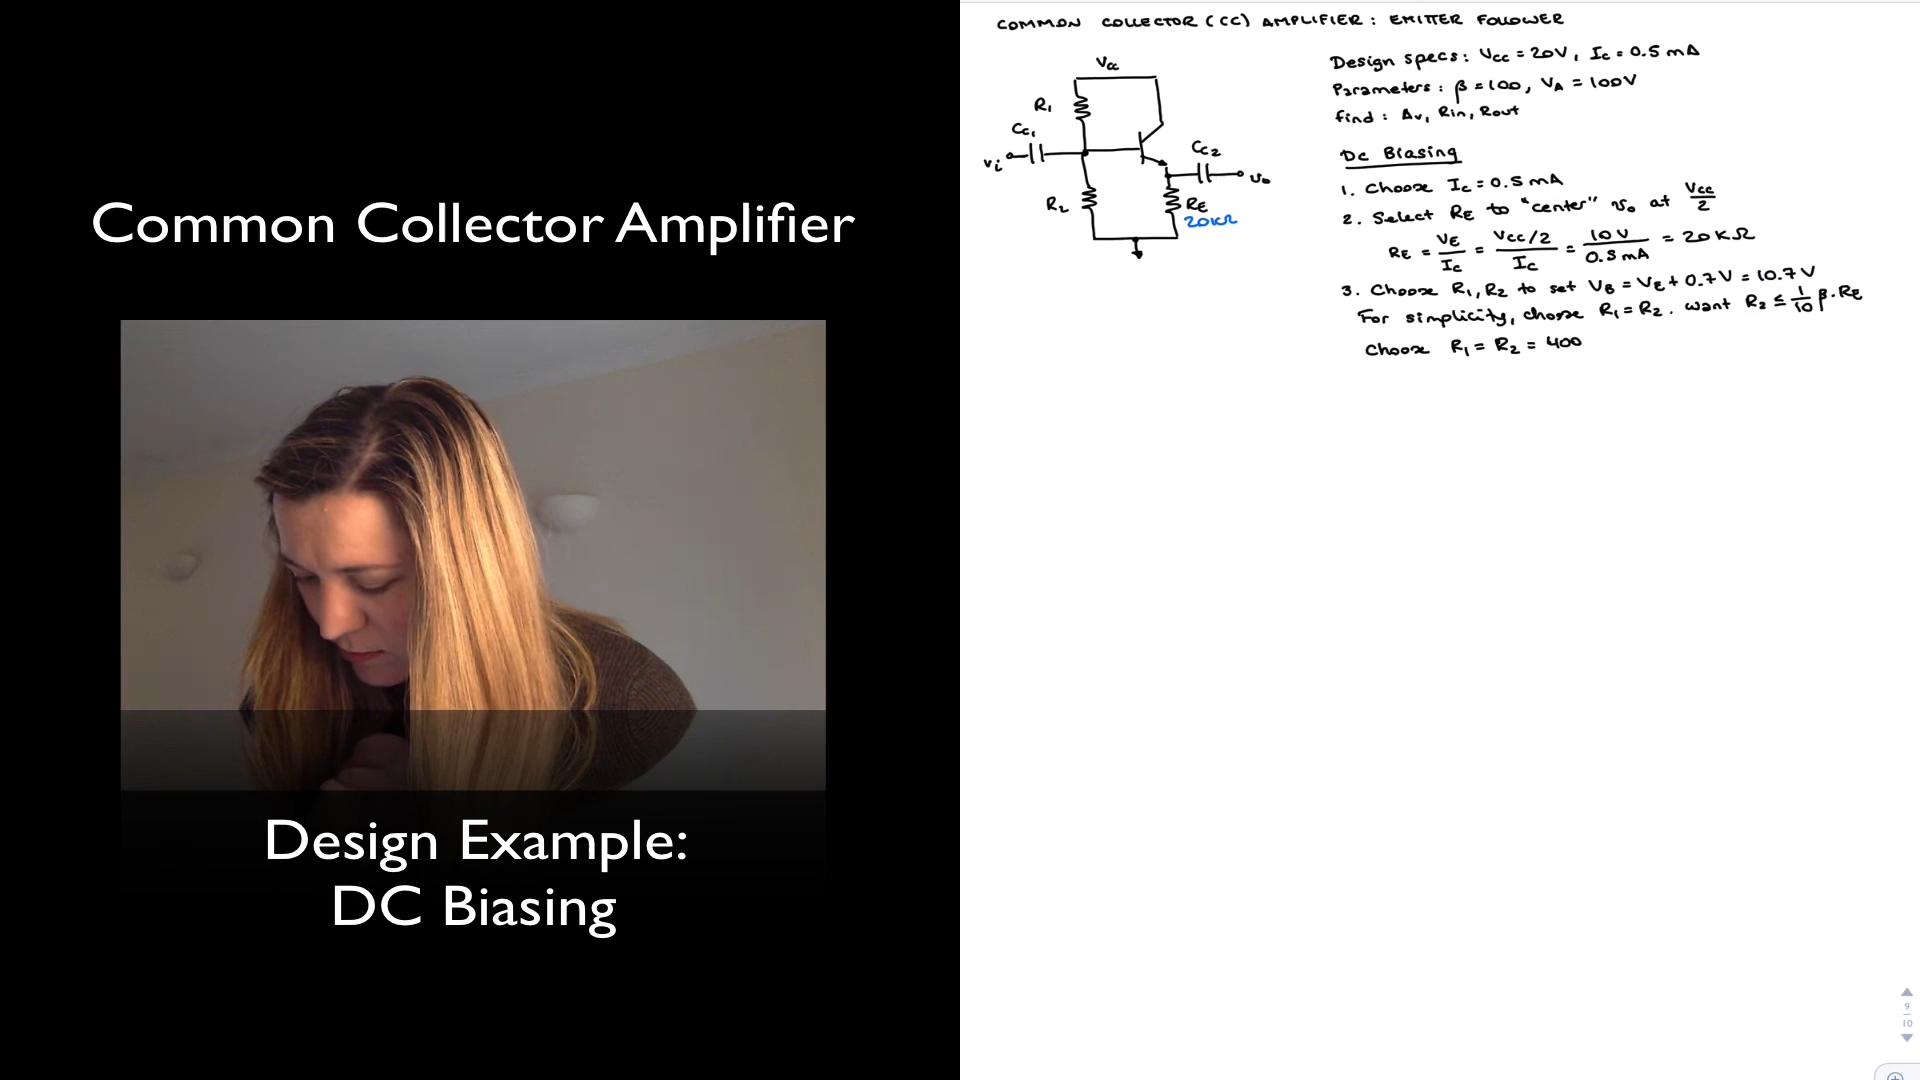 Common Collector Amplifier
Design Example:
DC Biasing
COMMON COLLECTOR (CC) AMPLIFIER : EMITTER FOLLOWER
Vcc
R1
Cc1
vi
R2
Cc2
vo
RE
20KΩ
Design specs: Vcc = 20V, Ic = 0.5 mA
Parameters: β = 100, VA = 100V
find: Av, Rin, Rout
DC Biasing
1. Choose Ic = 0.5 mA
2. Select RE to "center" vo at Vcc/2
RE = VE/Ic = (Vcc/2)/Ic = 10V/0.5mA = 20KΩ
3. Choose R1, R2 to set VB = VE + 0.7V = 10.7V
For simplicity, choose R1 = R2. want R2 ≤ 1/10 β·RE
Choose R1 = R2 = 400
9
10